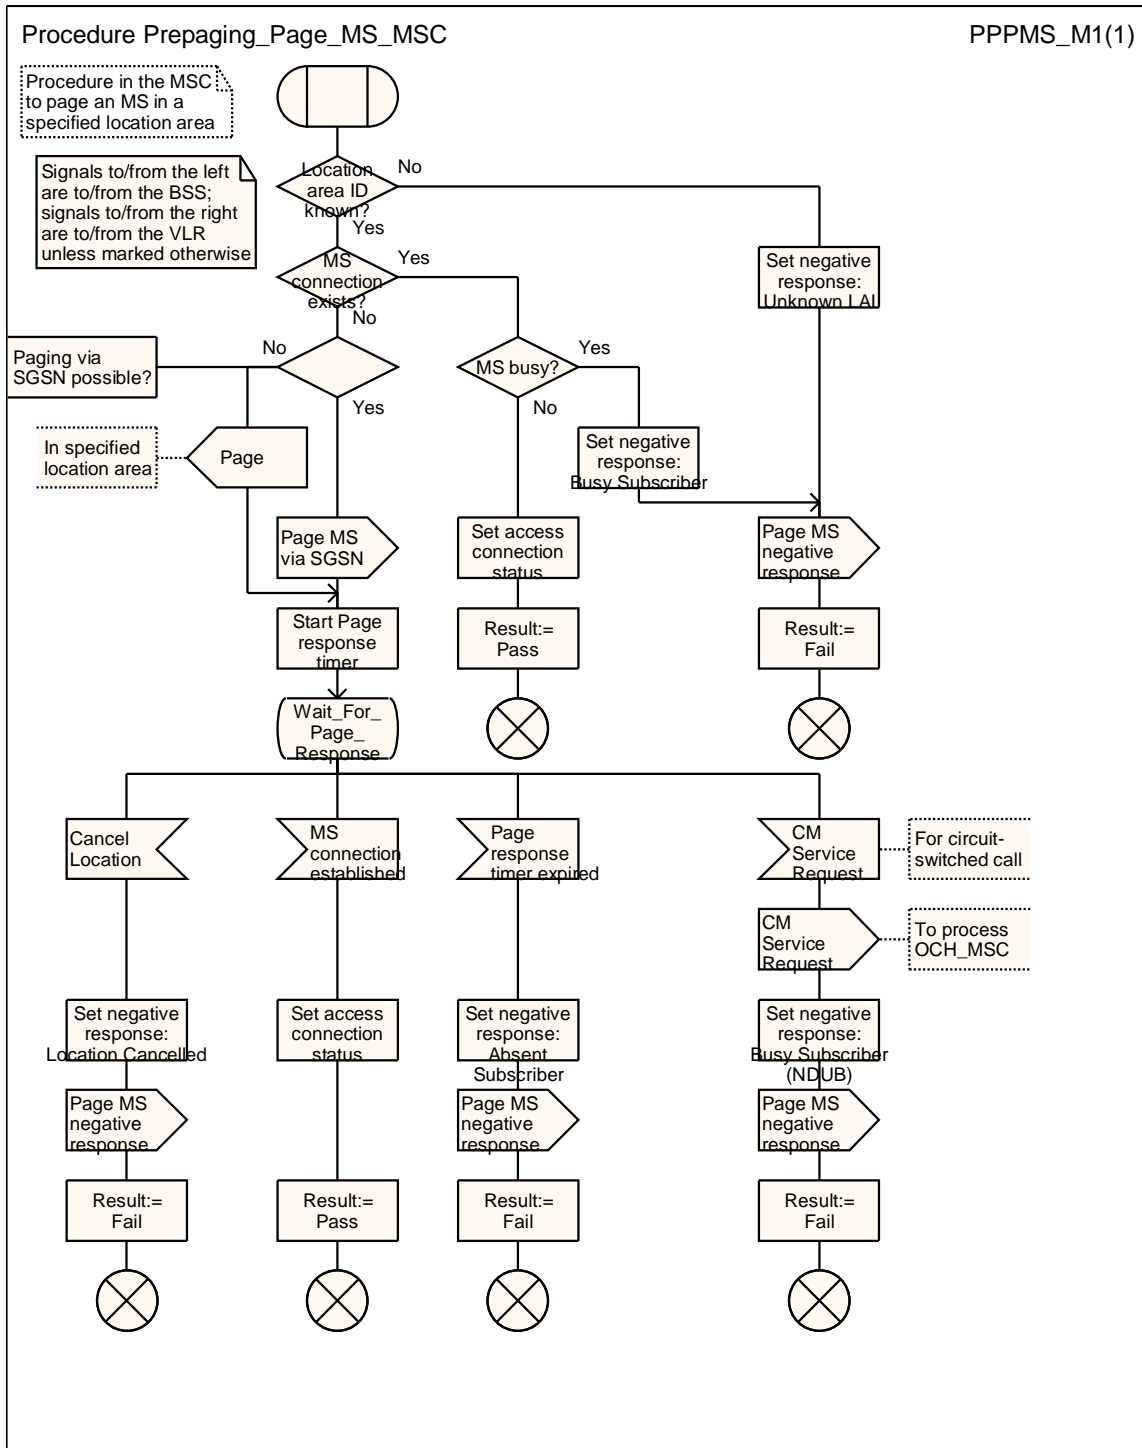 Procedure Prepaging_Page_MS_MSC
PPPMS_M1(1)
Procedure in the MSC
to page an MS in a
specified location area
Signals to/from the left
are to/from the BSS;
signals to/from the right
are to/from the VLR
unless marked otherwise
Location
area ID
known?
No
Yes
MS
connection
exists?
Yes
No
Set negative
response:
Unknown LAI
Paging via
SGSN possible?
No
Yes
MS busy?
Yes
No
In specified
location area
Page
Set negative
response:
Busy Subscriber
Page MS
via SGSN
Set access
connection
status
Page MS
negative
response
Start Page
response
timer
Result:=
Pass
Result:=
Fail
Wait_For_
Page_
Response
Cancel
Location
MS
connection
established
Page
response
timer expired
CM
Service
Request
For circuit-
switched call
CM
Service
Request
To process
OCH_MSC
Set negative
response:
Location Cancelled
Set access
connection
status
Set negative
response:
Absent
Subscriber
Set negative
response:
Busy Subscriber
(NDUB)
Page MS
negative
response
Page MS
negative
response
Page MS
negative
response
Result:=
Fail
Result:=
Pass
Result:=
Fail
Result:=
Fail